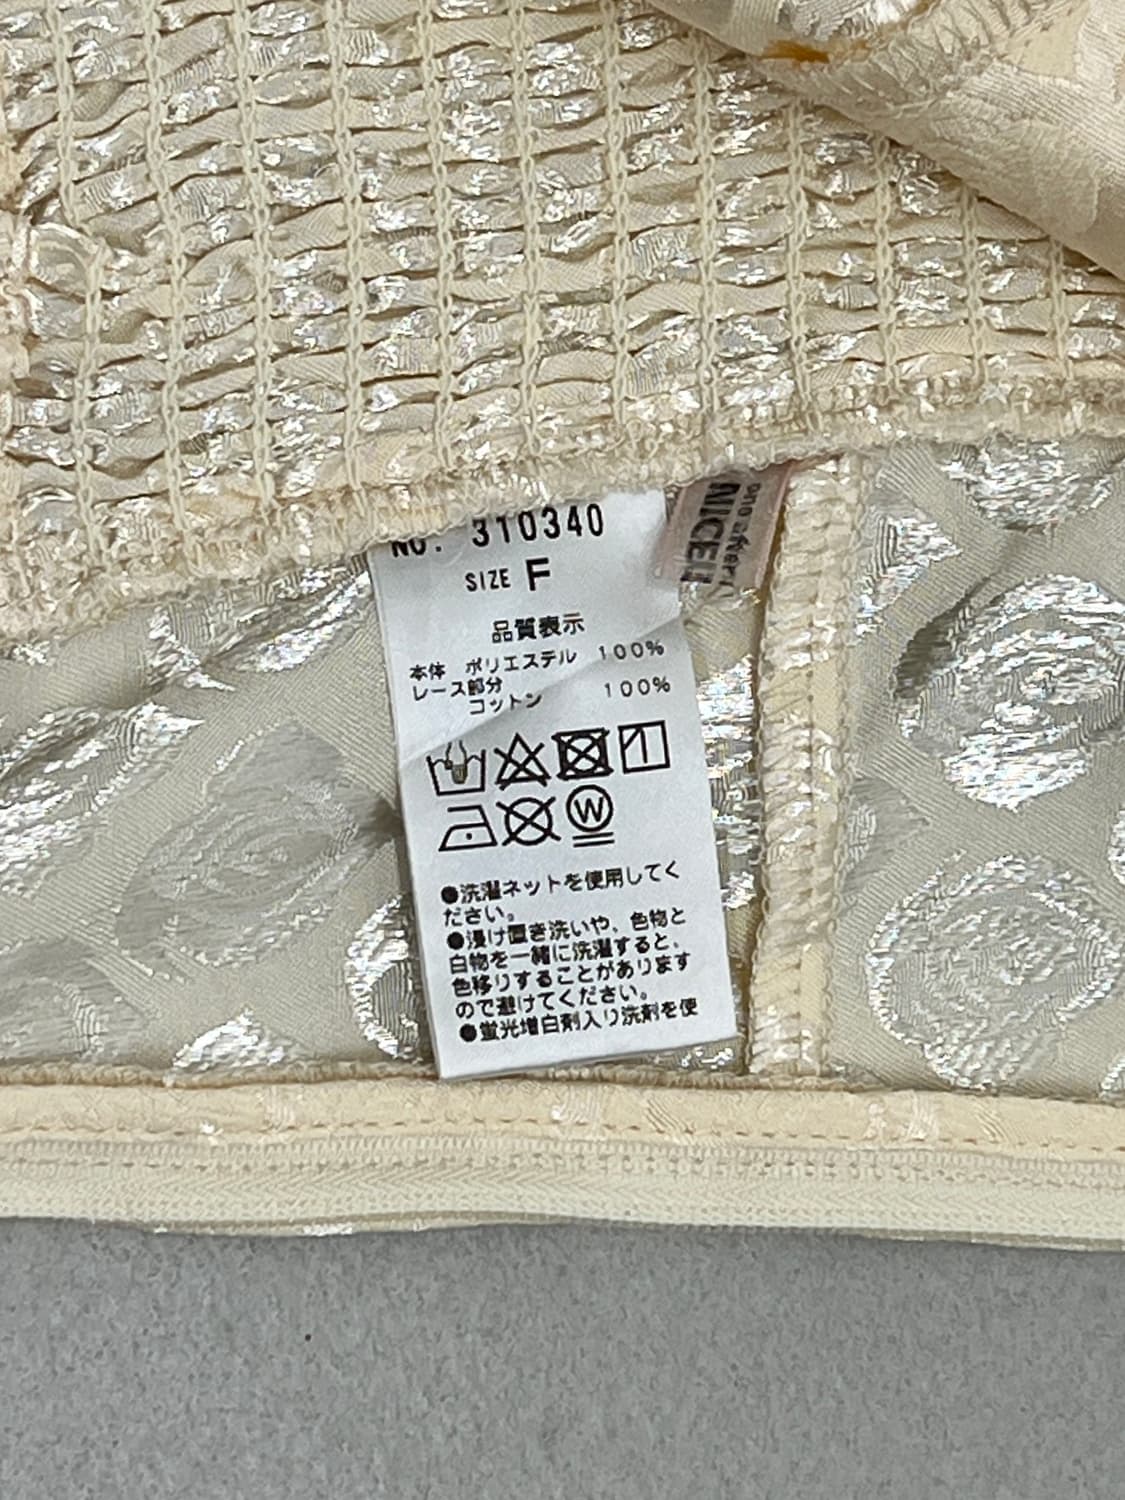 NO. 310340
SIZE F
品質表示
本体 ポリエステル 100%
レース部分
コットン 100%
W
●洗濯ネットを使用してく
ださい。
●浸け置き洗いや、色物と
白物を一緒に洗濯すると、
色移りすることがあります
ので避けてください。
●蛍光増白剤入り洗剤を使